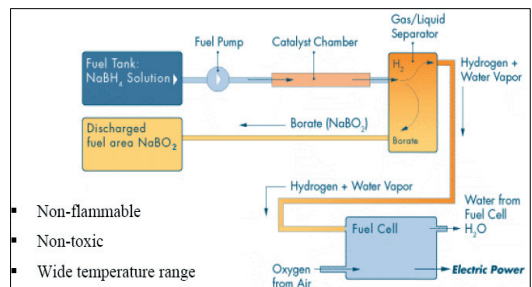 Gas/Liquid
Separator
Fuel Pump
Catalyst Chamber
Fuel Tank:
NaBH₄ Solution
H₂
Hydrogen +
Water Vapor
Discharged
fuel area NaBO₂
Borate (NaBO₂)
Borate
Hydrogen + Water Vapor
▪ Non-flammable
▪ Non-toxic
▪ Wide temperature range
Fuel Cell
Water from
Fuel Cell
H₂O
Oxygen
from Air
Electric Power